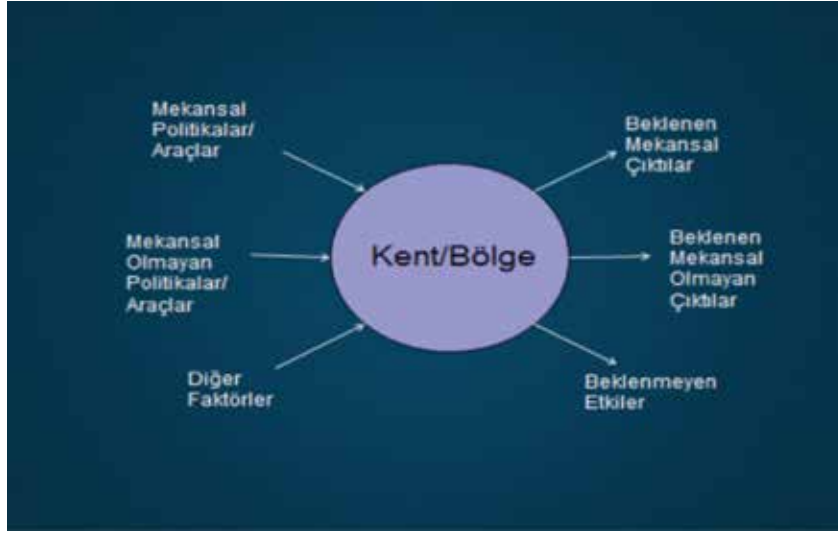 Mekansal
Politikalar/
Araçlar
Mekansal
Olmayan
Politikalar/
Araçlar
Diğer
Faktörler
Kent/Bölge
Beklenen
Mekansal
Çıktılar
Beklenen
Mekansal
Olmayan
Çıktılar
Beklenmeyen
Etkiler